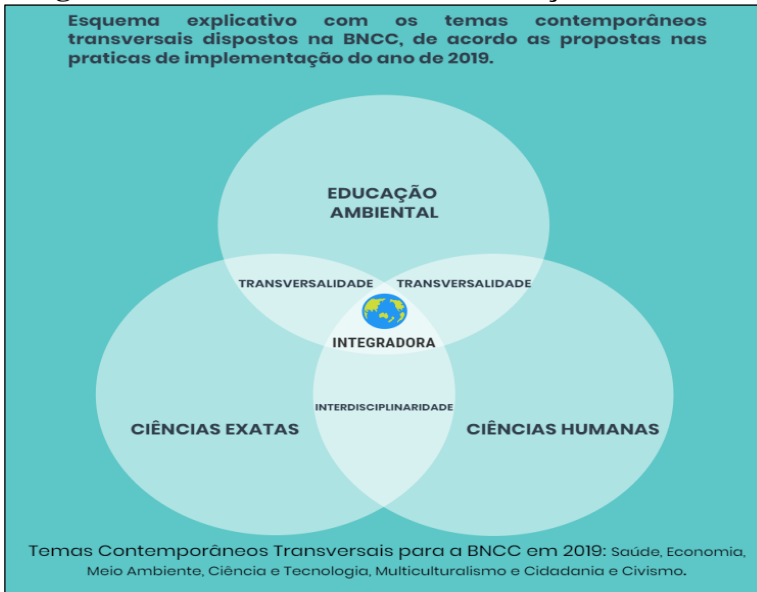 Esquema explicativo com os temas contemporâneos
transversais dispostos na BNCC, de acordo as propostas nas
praticas de implementação do ano de 2019.
EDUCAÇÃO
AMBIENTAL
TRANSVERSALIDADE
TRANSVERSALIDADE
INTEGRADORA
INTERDISCIPLINARIDADE
CIÊNCIAS EXATAS
CIÊNCIAS HUMANAS
Temas Contemporâneos Transversais para a BNCC em 2019: Saúde, Economia,
Meio Ambiente, Ciência e Tecnologia, Multiculturalismo e Cidadania e Civismo.